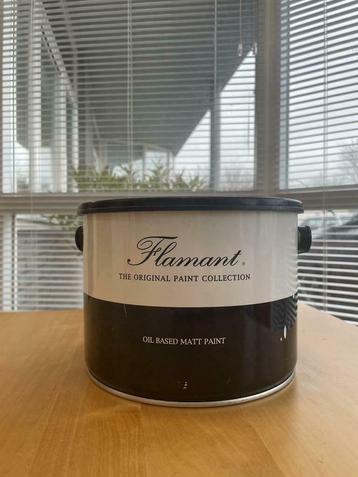 Flamant®
THE ORIGINAL PAINT COLLECTION
OIL BASED MATT PAINT